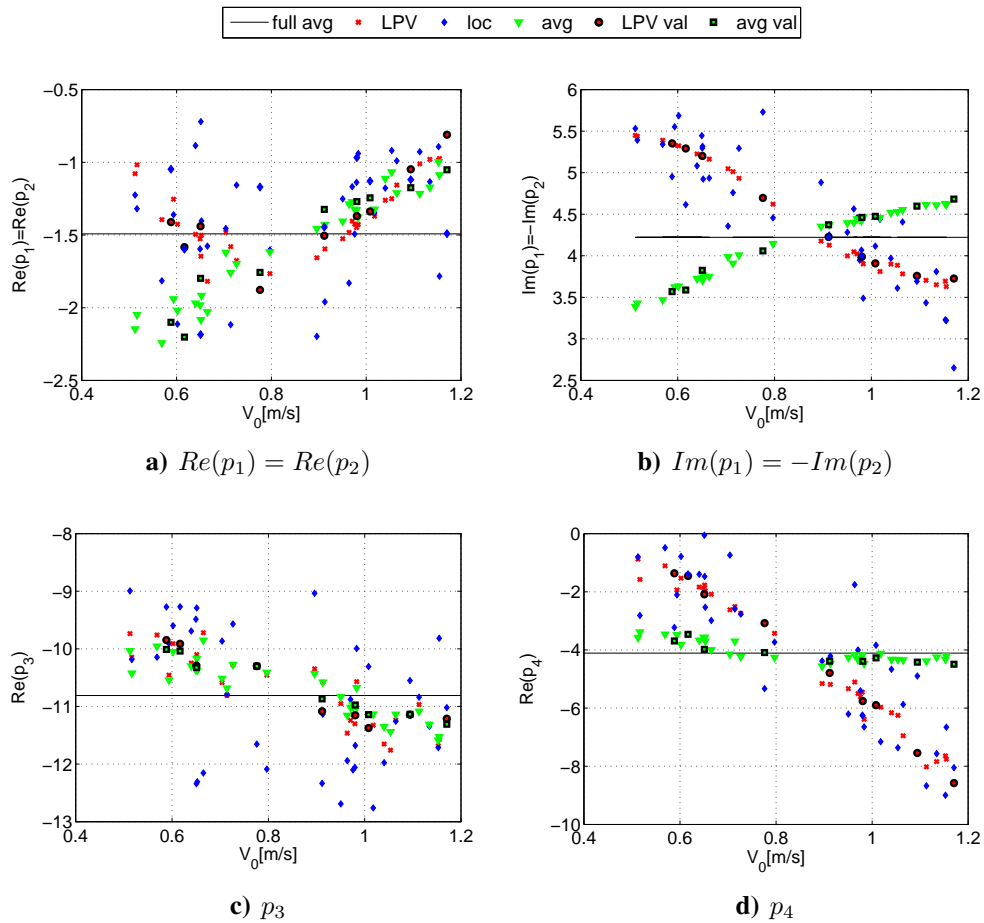 full avg LPV loc avg LPV val avg val
−0.5
−1
−1.5
−2
−2.5
Re(p1)=Re(p2)
0.4 0.6 0.8 1 1.2
V0[m/s]
a) Re(p1) = Re(p2)
6
5.5
5
4.5
4
3.5
3
2.5
Im(p1)=−Im(p2)
0.4 0.6 0.8 1 1.2
V0[m/s]
b) Im(p1) = −Im(p2)
−8
−9
−10
−11
−12
−13
Re(p3)
0.4 0.6 0.8 1 1.2
V0[m/s]
c) p3
0
−2
−4
−6
−8
−10
Re(p4)
0.4 0.6 0.8 1 1.2
V0[m/s]
d) p4